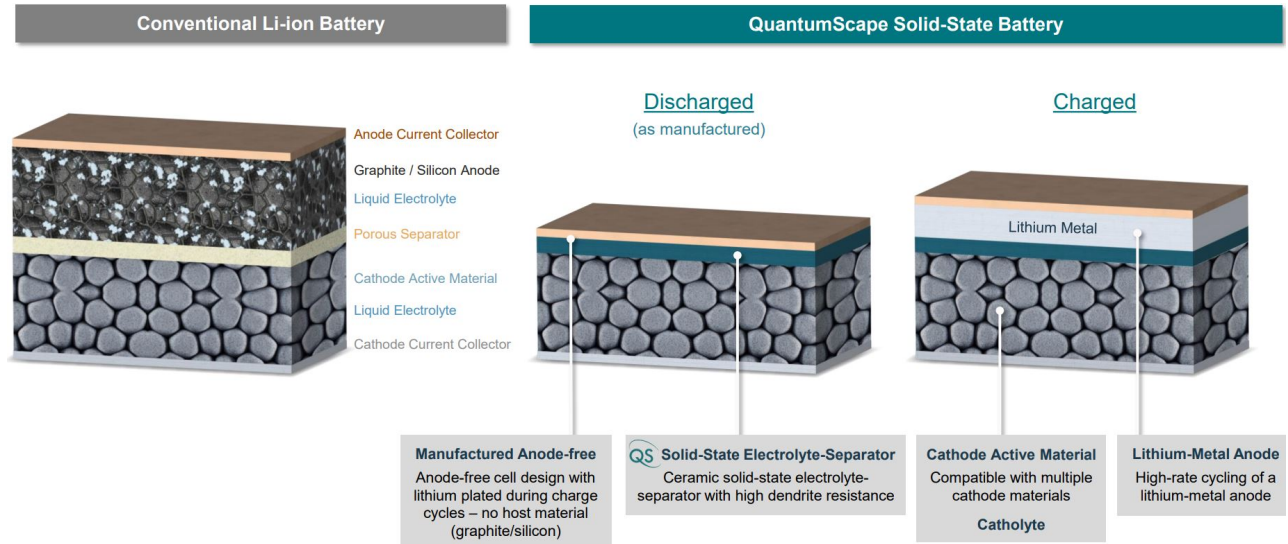 Conventional Li-ion Battery
QuantumScape Solid-State Battery
Discharged
(as manufactured)
Charged
Anode Current Collector
Graphite / Silicon Anode
Liquid Electrolyte
Porous Separator
Cathode Active Material
Liquid Electrolyte
Cathode Current Collector
Lithium Metal
Manufactured Anode-free
Anode-free cell design with
lithium plated during charge
cycles – no host material
(graphite/silicon)
QS Solid-State Electrolyte-Separator
Ceramic solid-state electrolyte-
separator with high dendrite resistance
Cathode Active Material
Compatible with multiple
cathode materials
Catholyte
Lithium-Metal Anode
High-rate cycling of a
lithium-metal anode